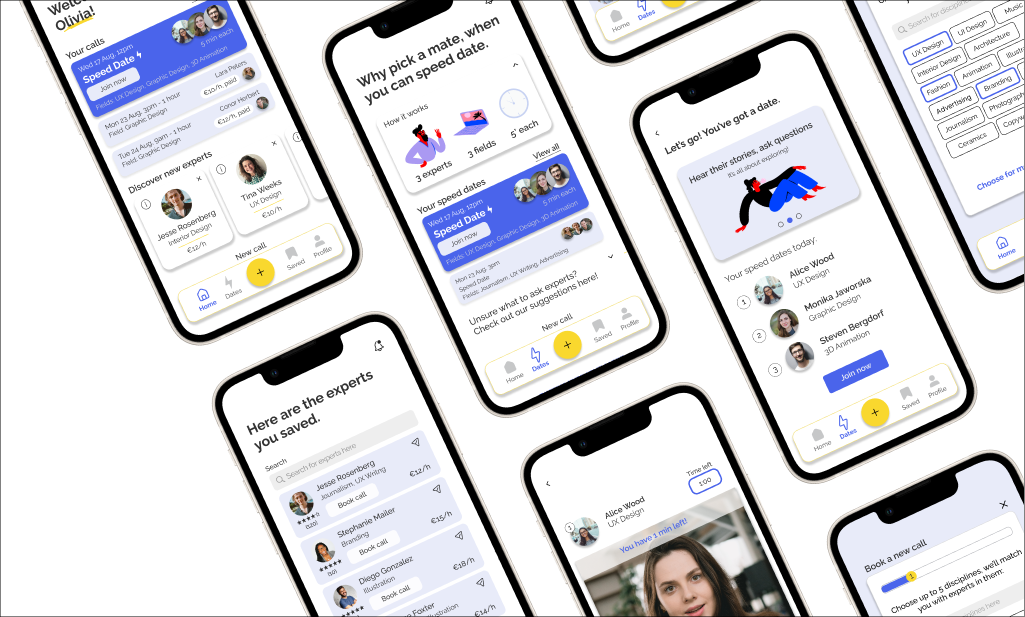 Olivia!
Your calls
Wed 17 Aug, 12pm
Speed Date
5 min each
Join now
Fields: UX Design, Graphic Design, 3D Animation
Mon 23 Aug, 3pm - 1 hour
Field: Graphic Design
Lara Peters
€10/h, paid
Tue 24 Aug, 9am - 1 hour
Field: Graphic Design
Conor Herbert
€12/h, paid
Discover new experts
Jesse Rosenberg
Interior Design
€12/h
Tina Weeks
UX Design
€10/h
New call
Home
Dates
+
Saved
Profile
Why pick a mate, when
you can speed date.
How it works
3 experts
3 fields
5' each
Your speed dates
View all
Wed 17 Aug, 12pm
Speed Date
5 min each
Join now
Fields: UX Design, Graphic Design, 3D Animation
Mon 23 Aug, 3pm
Speed Date
Fields: Journalism, UX Writing, Advertising
Unsure what to ask experts?
Check out our suggestions here!
New call
Home
Dates
+
Saved
Profile
Home
Dates
+
Saved
Profile
Let's go! You've got a date.
Hear their stories, ask questions
It's all about exploring!
Your speed dates today.
1
Alice Wood
UX Design
2
Monika Jaworska
Graphic Design
3
Steven Bergdorf
3D Animation
Join now
Home
Dates
+
Saved
Profile
UX Design
UI Design
Music
Interior Design
Architecture
Fashion
Animation
Advertising
Branding
Journalism
Ceramics
Choose for
Home
Here are the experts
you saved.
Search
Search for experts here
Jesse Rosenberg
Journalism, UX Writing
€12/h
Book call
(120)
Stephanie Mailer
Branding
€15/h
Book call
Diego Gonzalez
Illustration
€18/h
Book call
Foxter
Illustration
€14/h
Time left
1:00
1
Alice Wood
UX Design
You have 1 min left!
Book a new call
1
Choose up to 5 disciplines, we'll match
you with experts in them: